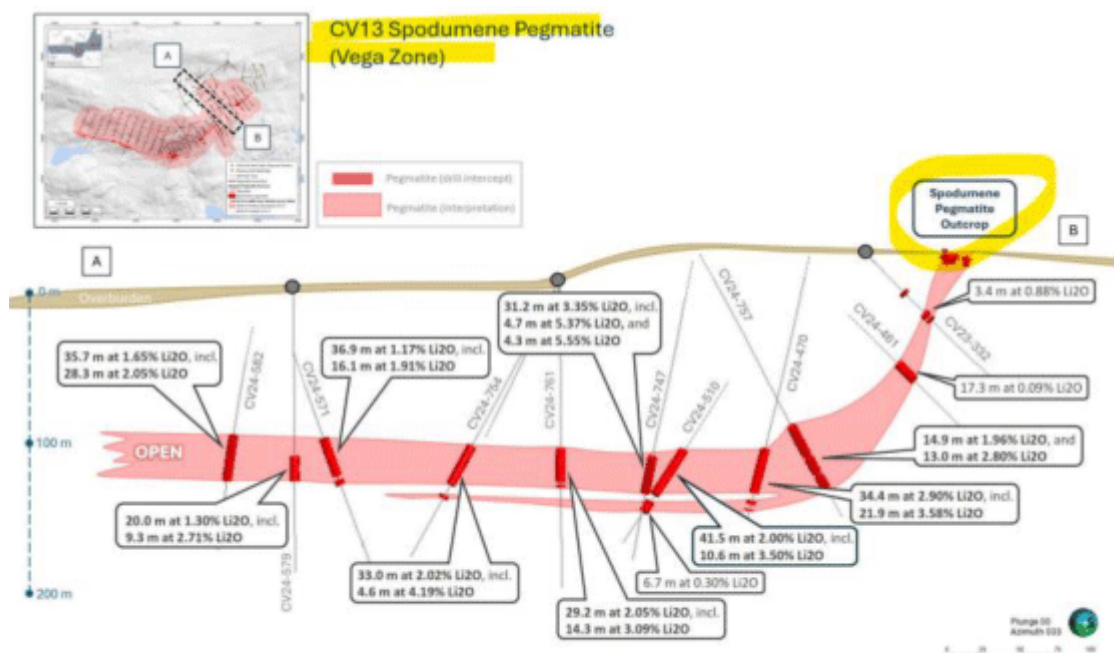 CV13 Spodumene Pegmatite
(Vega Zone)
A
B
Pegmatite (drill intercept)
Pegmatite (interpretation)
Spodumene
Pegmatite
Outcrop
A
B
0 m
Overburden
31.2 m at 3.35% Li2O, incl.
4.7 m at 5.37% Li2O, and
4.3 m at 5.55% Li2O
3.4 m at 0.88% Li2O
35.7 m at 1.65% Li2O, incl.
28.3 m at 2.05% Li2O
36.9 m at 1.17% Li2O, incl.
16.1 m at 1.91% Li2O
CV24-582
CV24-571
CV24-754
CV24-761
CV24-747
CV24-510
CV24-757
CV24-470
CV24-461
CV23-332
17.3 m at 0.09% Li2O
100 m
OPEN
14.9 m at 1.96% Li2O, and
13.0 m at 2.80% Li2O
34.4 m at 2.90% Li2O, incl.
21.9 m at 3.58% Li2O
20.0 m at 1.30% Li2O, incl.
9.3 m at 2.71% Li2O
41.5 m at 2.00% Li2O, incl.
10.6 m at 3.50% Li2O
33.0 m at 2.02% Li2O, incl.
4.6 m at 4.19% Li2O
6.7 m at 0.30% Li2O
CV24-579
200 m
29.2 m at 2.05% Li2O, incl.
14.3 m at 3.09% Li2O
Plunge 00
Azimuth 033
0 25 50 75 100